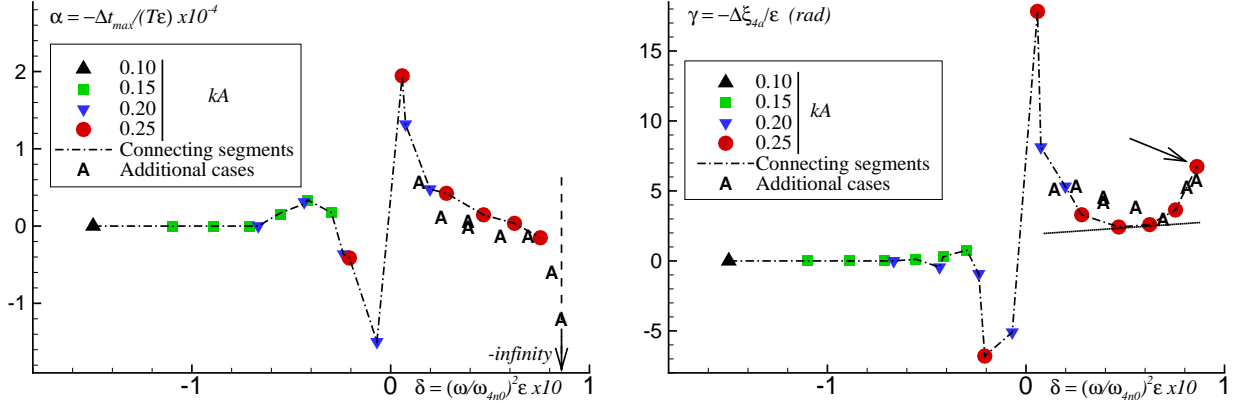 α = −Δt_max/(Tε) x10^-4
0.10
0.15
0.20
0.25
kA
Connecting segments
A Additional cases
2
1
0
-1
A
A
A
A
A
A
A
A
-infinity
-1
0
1
δ = (ω/ω_4n0)^2 ε x10
γ = −Δξ_4a/ε (rad)
0.10
0.15
0.20
0.25
kA
Connecting segments
A Additional cases
15
10
5
0
-5
A
A
A
A
A
A
A
A
-1
0
1
δ = (ω/ω_4n0)^2 ε x10